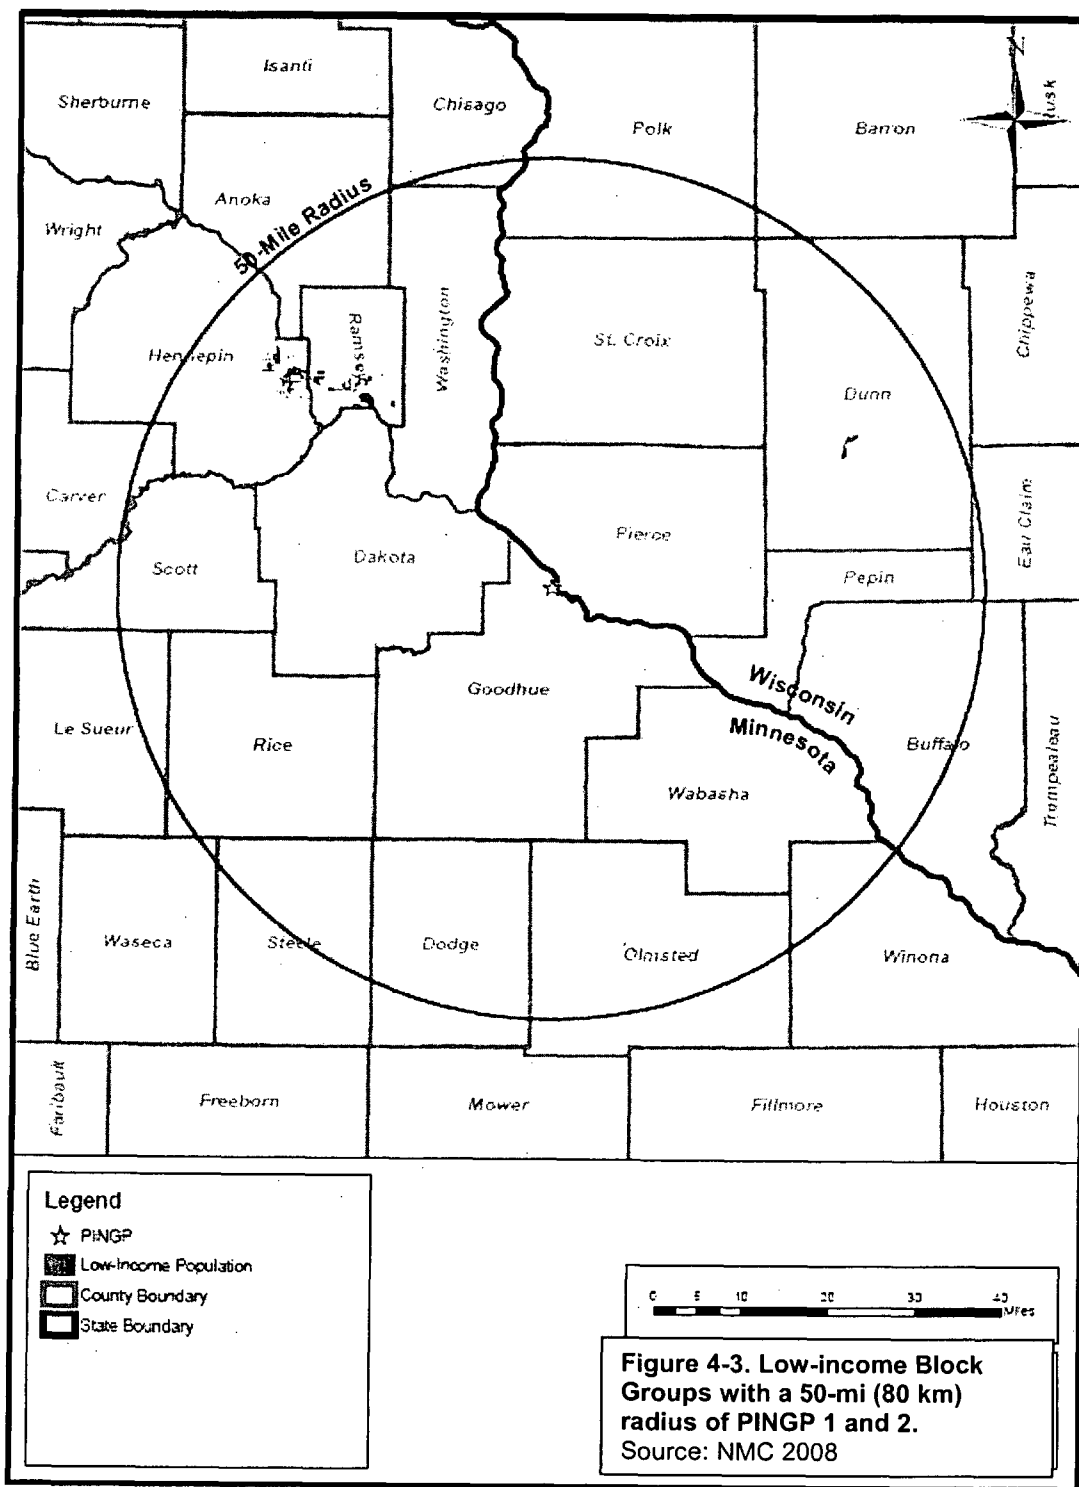 Isanti
Sherburne
Chisago
Polk
Barron
N
Anoka
Wright
50-Mile Radius
Ramsey
Washington
St. Croix
Chippewa
Hennepin
Dunn
Carver
Eau Claim
Pierce
Dakota
Scott
Pepin
Goodhue
Wisconsin
Minnesota
Le Sueur
Rice
Buffalo
Trempealeau
Wabasha
Blue Earth
Waseca
Steele
Dodge
Olmsted
Winona
Faribault
Freeborn
Mower
Fillmore
Houston
Legend
PINGP
Low-Income Population
County Boundary
State Boundary
0 5 10 20 30 40
Miles
Figure 4-3. Low-income Block
Groups with a 50-mi (80 km)
radius of PINGP 1 and 2.
Source: NMC 2008